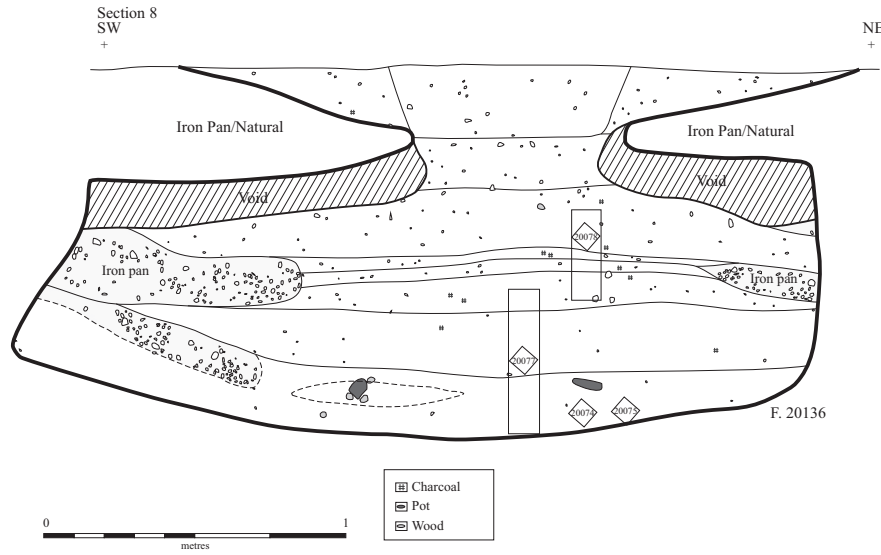 Section 8
SW
NE
Iron Pan/Natural
Iron Pan/Natural
Void
Void
20078
Iron pan
Iron pan
20077
20074
20075
F. 20136
Charcoal
Pot
Wood
0
1
metres